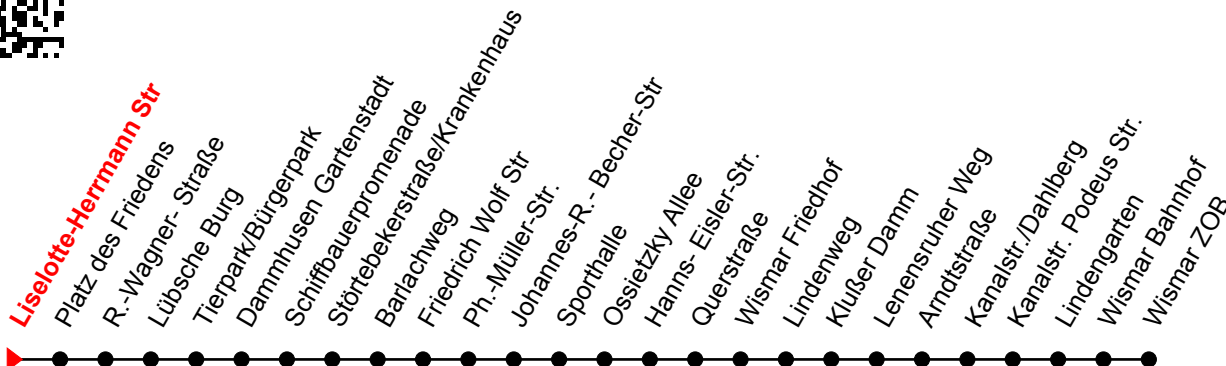 Liselotte-Herrmann Str
Platz des Friedens
R.-Wagner- Straße
Lübsche Burg
Tierpark/Bürgerpark
Dammhusen Gartenstadt
Schiffbauerpromenade
Störtebekerstraße/Krankenhaus
Barlachweg
Friedrich Wolf Str
Ph.-Müller-Str.
Johannes-R.- Becher-Str
Sporthalle
Ossietzky Allee
Hanns- Eisler-Str.
Querstraße
Wismar Friedhof
Lindenweg
Klußer Damm
Lenensruher Weg
Arndtstraße
Kanalstr./Dahlberg
Kanalstr. Podeus Str.
Lindengarten
Wismar Bahnhof
Wismar ZOB